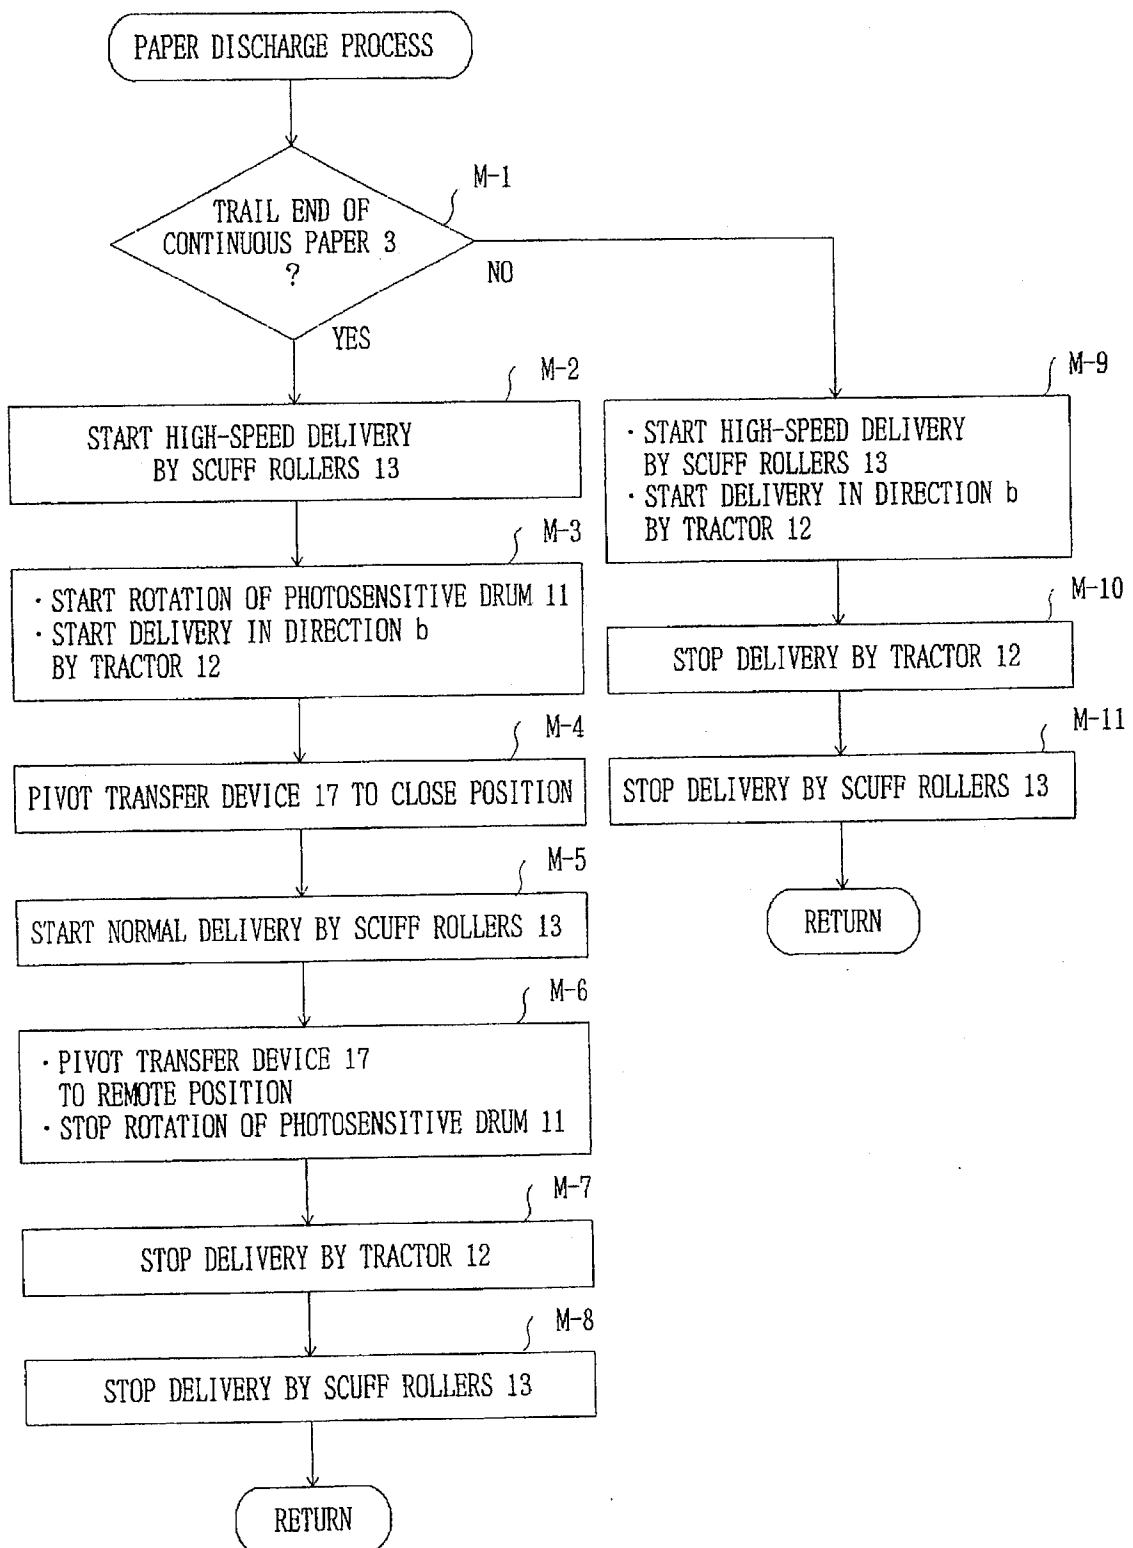 PAPER DISCHARGE PROCESS
M-1
TRAIL END OF
CONTINUOUS PAPER 3
?
NO
YES
M-2
START HIGH-SPEED DELIVERY
BY SCUFF ROLLERS 13
M-3
· START ROTATION OF PHOTOSENSITIVE DRUM 11
· START DELIVERY IN DIRECTION b
BY TRACTOR 12
M-4
PIVOT TRANSFER DEVICE 17 TO CLOSE POSITION
M-5
START NORMAL DELIVERY BY SCUFF ROLLERS 13
M-6
· PIVOT TRANSFER DEVICE 17
TO REMOTE POSITION
· STOP ROTATION OF PHOTOSENSITIVE DRUM 11
M-7
STOP DELIVERY BY TRACTOR 12
M-8
STOP DELIVERY BY SCUFF ROLLERS 13
RETURN
M-9
· START HIGH-SPEED DELIVERY
BY SCUFF ROLLERS 13
· START DELIVERY IN DIRECTION b
BY TRACTOR 12
M-10
STOP DELIVERY BY TRACTOR 12
M-11
STOP DELIVERY BY SCUFF ROLLERS 13
RETURN